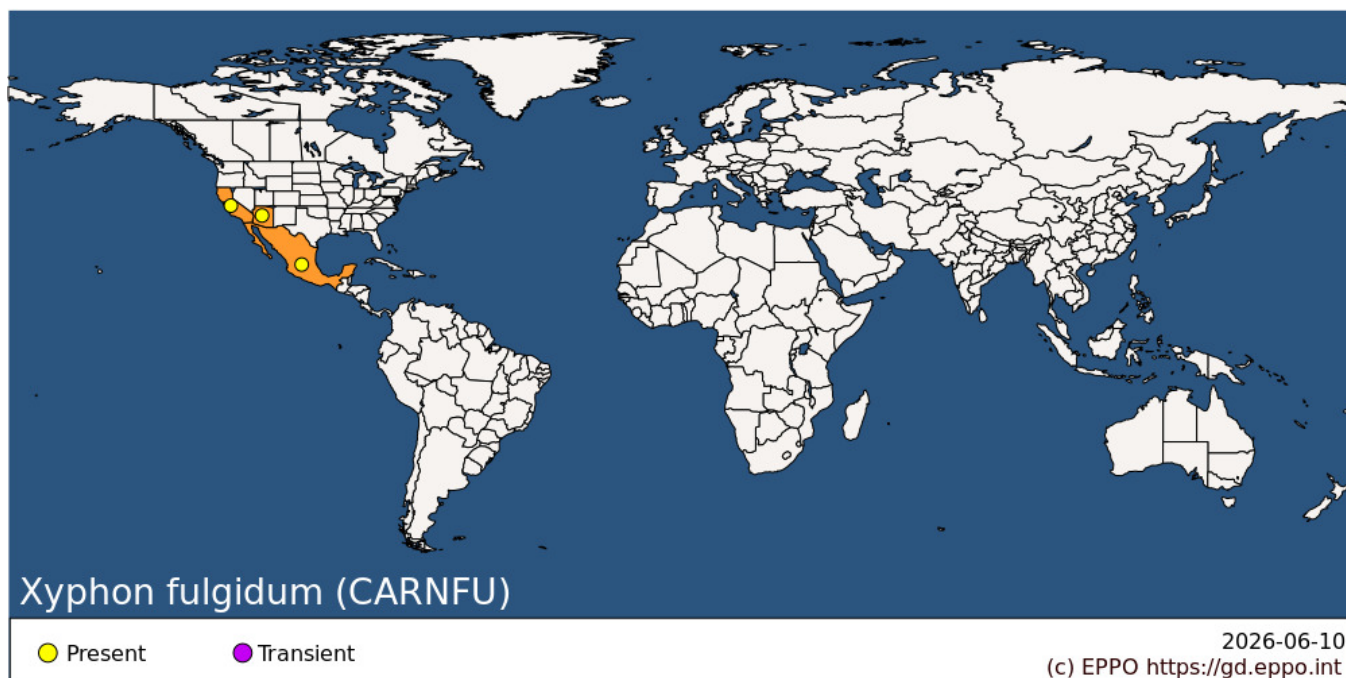 Xyphon fulgidum (CARNFU)
Present
Transient
2026-06-10
(c) EPPO https://gd.eppo.int